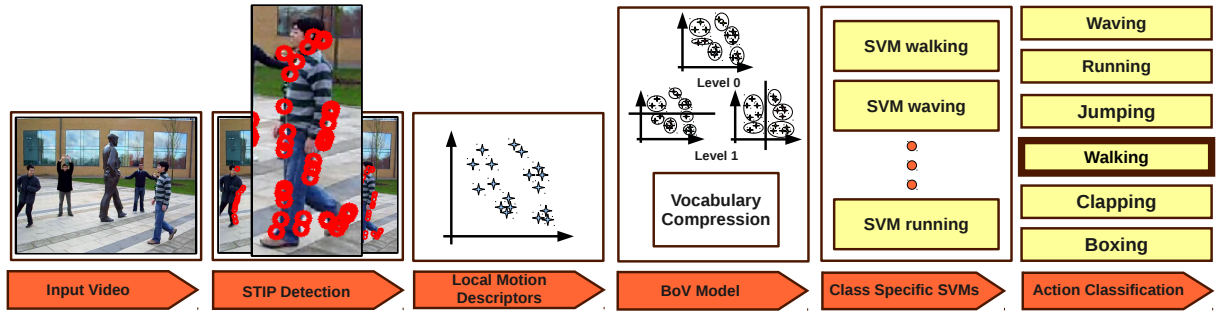 Level 0
Level 1
Vocabulary
Compression
SVM walking
SVM waving
SVM running
Waving
Running
Jumping
Walking
Clapping
Boxing
Input Video
STIP Detection
Local Motion
Descriptors
BoV Model
Class Specific SVMs
Action Classification